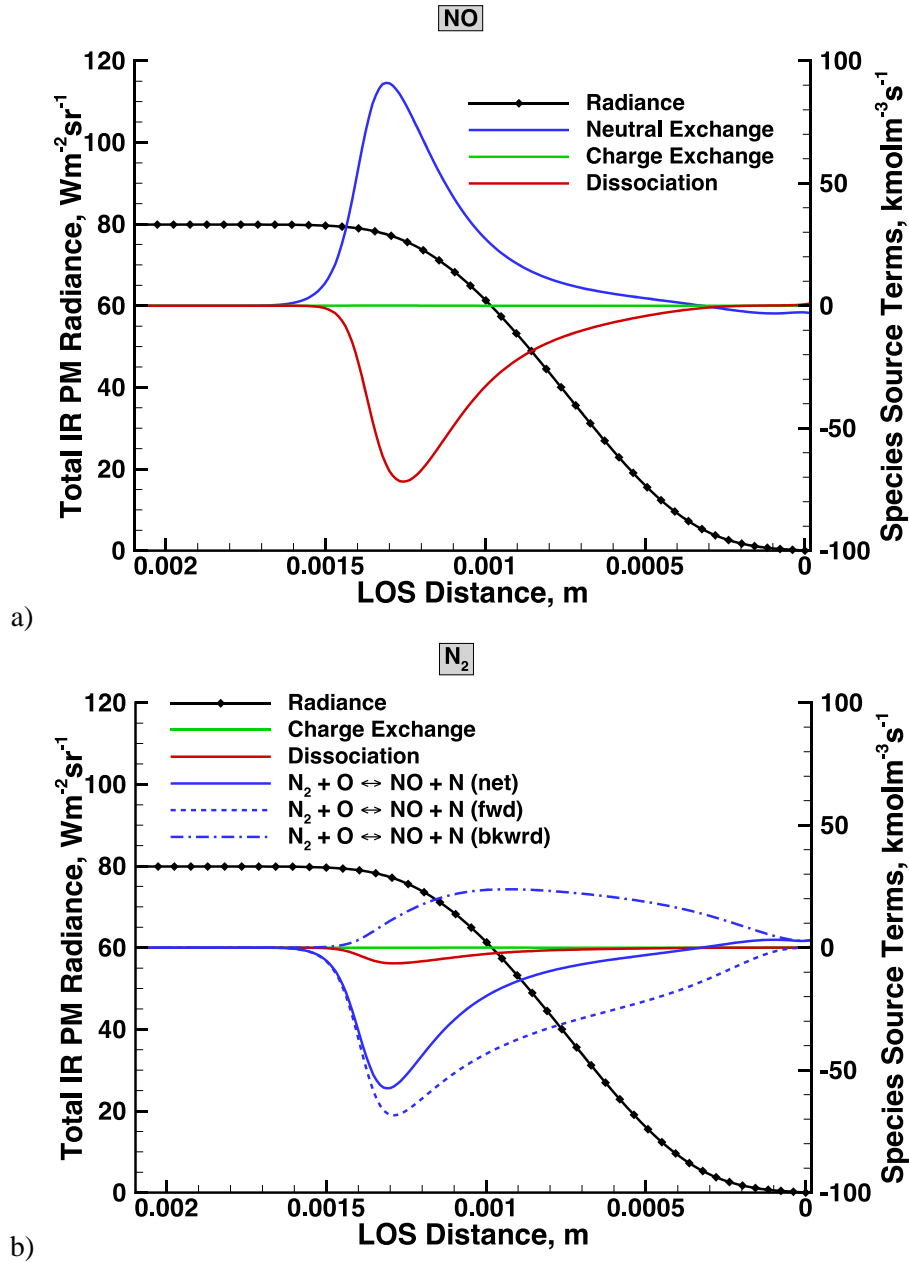 NO
120
100
80
60
40
20
0
Total IR PM Radiance, Wm⁻²sr⁻¹
Radiance
Neutral Exchange
Charge Exchange
Dissociation
100
50
0
-50
-100
Species Source Terms, kmolm⁻³s⁻¹
0.002 0.0015 0.001 0.0005 0
LOS Distance, m
a)
N₂
120
100
80
60
40
20
0
Total IR PM Radiance, Wm⁻²sr⁻¹
Radiance
Charge Exchange
Dissociation
N₂ + O ⇔ NO + N (net)
N₂ + O ⇔ NO + N (fwd)
N₂ + O ⇔ NO + N (bkwrd)
100
50
0
-50
-100
Species Source Terms, kmolm⁻³s⁻¹
0.002 0.0015 0.001 0.0005 0
LOS Distance, m
b)